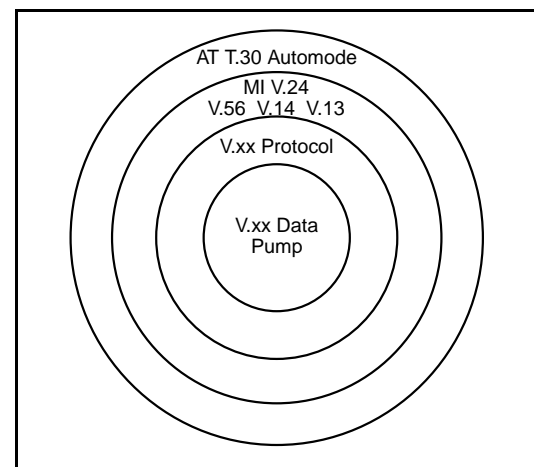 AT T.30 Automode
MI V.24
V.56 V.14 V.13
V.xx Protocol
V.xx Data
Pump